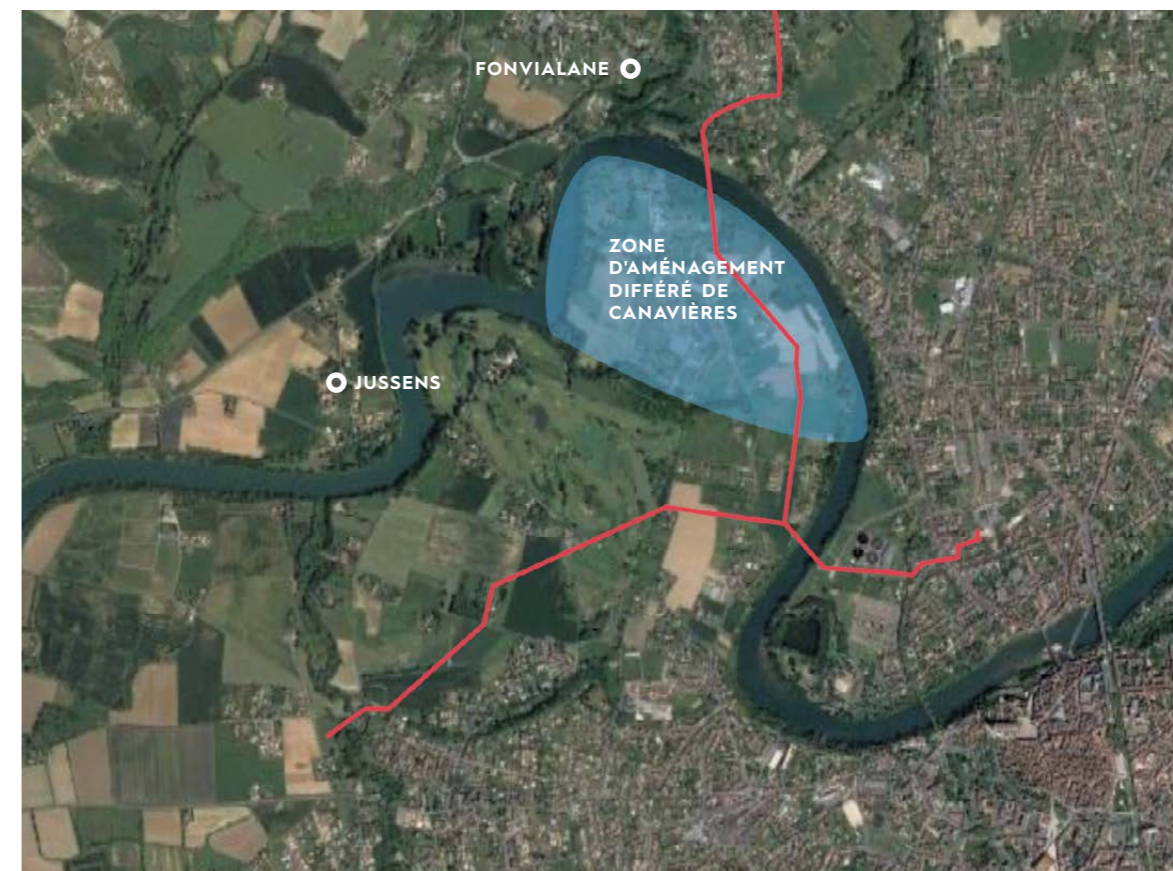 FONVIALANE
ZONE
D'AMÉNAGEMENT
DIFFÉRÉ DE
CANAVIÈRES
JUSSENS